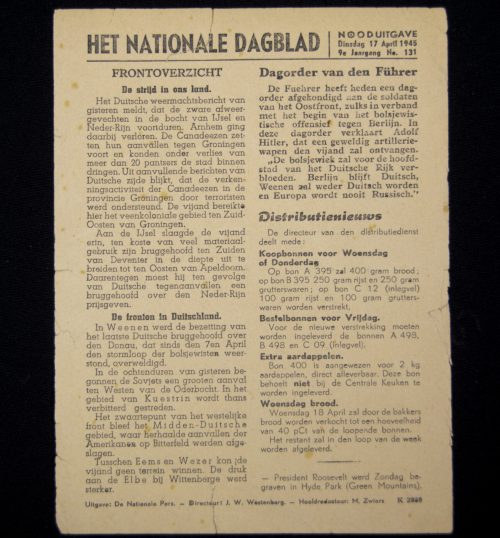 HET NATIONALE DAGBLAD
NOODUITGAVE
Dinsdag 17 April 1945
9e Jaargang No. 131
FRONTOVERZICHT
De strijd in ons land.
Het Duitsche weermachtsbericht van
gisteren meldt, dat de zware afweer-
gevechten in de bocht van IJsel en
Neder-Rijn voortduren. Arnhem ging
daarbij verloren. De Canadeezen zet-
ten hun aanvallen tegen Groningen
voort en konden onder verlies van
meer dan 20 pantsers de stad binnen
dringen. Uit aanvullende berichten van
Duitsche zijde blijkt, dat de verken-
ningsactiviteit der Canadeezen in de
provincie Groningen door terroristen
werd ondersteund. De vijand bereikte
hier het veenkoloniale gebied ten Zuid-
Oosten van Groningen.
Aan de IJsel slaagde de vijand
erin, ten koste van veel materiaal-
gebruik zijn bruggehoofd ten Zuiden
van Deventer in de diepte uit te
breiden tot ten Oosten van Apeldoorn.
Daarentegen moest hij ten gevolge
van Duitsche tegenaanvallen een
bruggehoofd over den Neder-Rijn
prijsgeven.
De fronten in Duitschland.
In Weenen werd de bezetting van
het laatste Duitsche bruggehoofd over
den Donau, dat sinds den 7en April
den stormloop der bolsjewisten weer-
stond, overweldigd.
In de ochtenduren van gisteren be-
gonnen de Sovjets een grooten aanval
ten Westen van de Oderbocht. In het
gebied van Kuestrin wordt thans
verbitterd gestreden.
Het zwaartepunt van het westelijke
front bleef het Midden-Duitsche
gebied, waar herhaalde aanvallen der
Amerikanen op Bitterfeld werden afge-
slagen.
Tusschen Eems en Wezer kon de
vijand geen terrein winnen. De druk
aan de Elbe bij Wittenberge werd
sterker.
Dagorder van den Führer
De Fuehrer heeft heden een dag-
order afgekondigd aan de soldaten
van het Oostfront, zulks in verband
met het begin van het bolsjewis-
tische offensief tegen Berlijn. In
deze dagorder verklaart Adolf
Hitler, dat een geweldig artillerie-
wapen den vijand zal ontvangen.
„De bolsjewiek zal voor de hoofd-
stad van het Duitsche Rijk ver-
bloeden. Berlijn blijft Duitsch,
Weenen zal weder Duitsch worden
en Europa wordt nooit Russisch."
Distributienieuws
De directeur van den distributiedienst
deelt mede:
Koopbonnen voor Woensdag
of Donderdag
Op bon A 395 zal 400 gram brood;
op bon B 395 250 gram rijst en 250 gram
grutterswaren; op bon C 12 (Inlegvel)
100 gram rijst en 100 gram grutters-
waren worden verstrekt.
Bestelbonnen voor Vrijdag.
Voor de nieuwe verstrekking moeten
worden ingeleverd de bonnen A 498,
B 498 en C 09 (Inlegvel).
Extra aardappelen.
Bon 400 is aangewezen voor 2 kg
aardappelen, direct afleverbaar. Deze bon
behoeft niet bij de Centrale Keuken te
worden ingeleverd.
Woensdag brood.
Woensdag 18 April zal door de bakkers
brood worden verkocht tot een hoeveelheid
van 40 pCt van de loopende bonnen.
Het restant zal in den loop van de week
worden afgeleverd.
— President Roosevelt werd Zondag be-
graven in Hyde Park (Green Mountains).
Uitgave: De Nationale Pers. — Directeur: J. W. Westenberg. — Hoofdredacteur: M. Zwiers K 2885